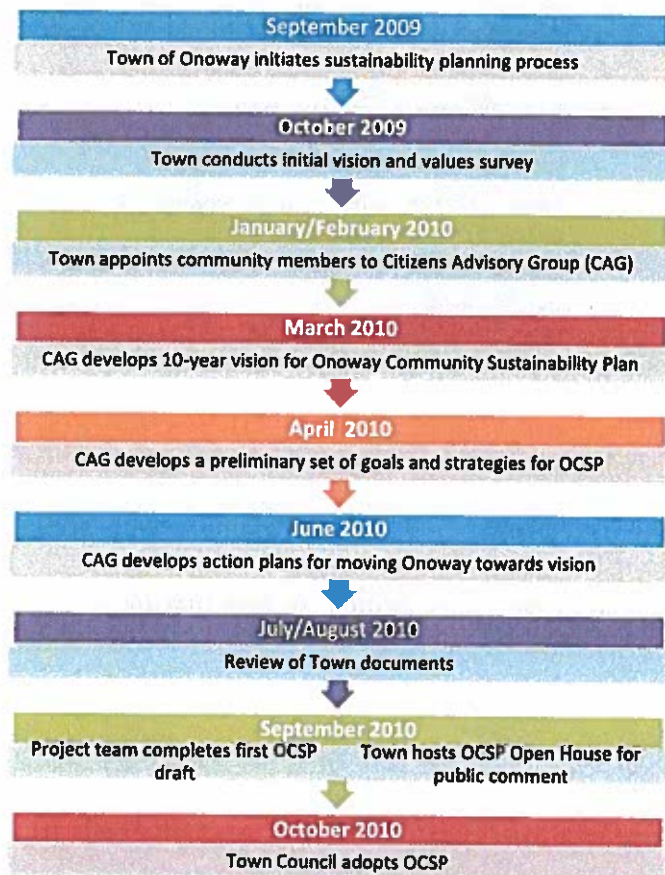 September 2009
Town of Onoway initiates sustainability planning process
October 2009
Town conducts initial vision and values survey
January/February 2010
Town appoints community members to Citizens Advisory Group (CAG)
March 2010
CAG develops 10-year vision for Onoway Community Sustainability Plan
April 2010
CAG develops a preliminary set of goals and strategies for OCSP
June 2010
CAG develops action plans for moving Onoway towards vision
July/August 2010
Review of Town documents
September 2010
Project team completes first OCSP
draft
Town hosts OCSP Open House for
public comment
October 2010
Town Council adopts OCSP